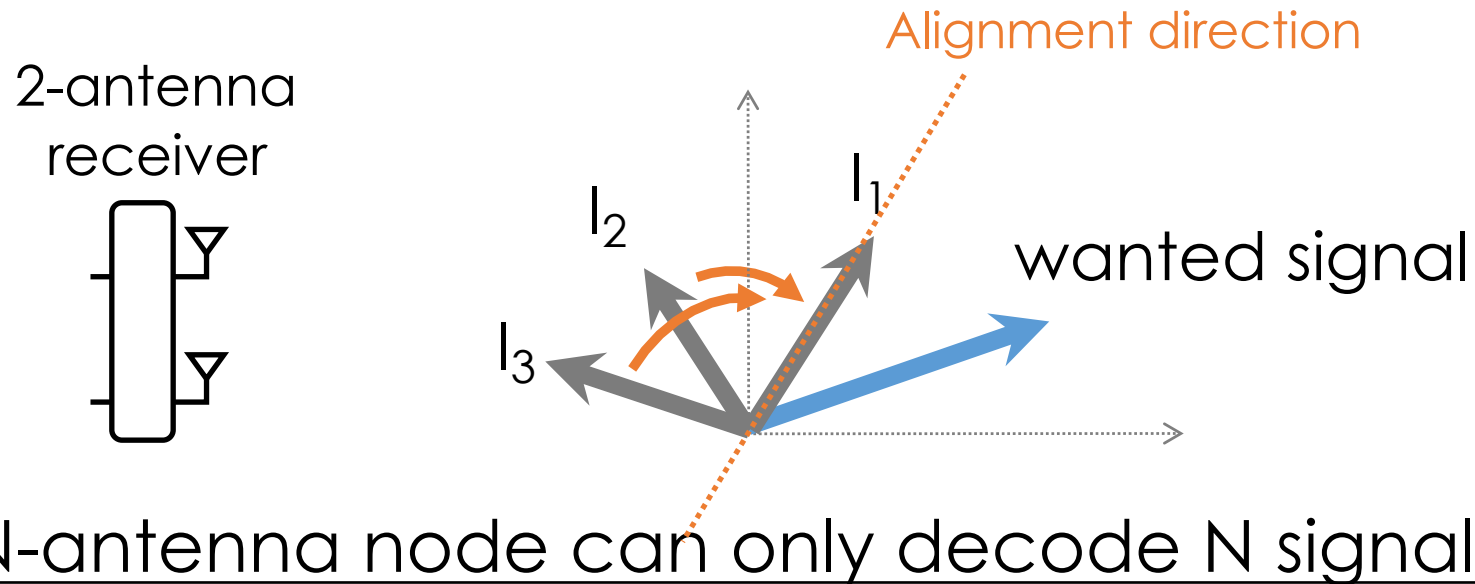 Alignment direction
2-antenna
receiver
I₁
I₂
wanted signal
I₃
-antenna node can only decode N signal